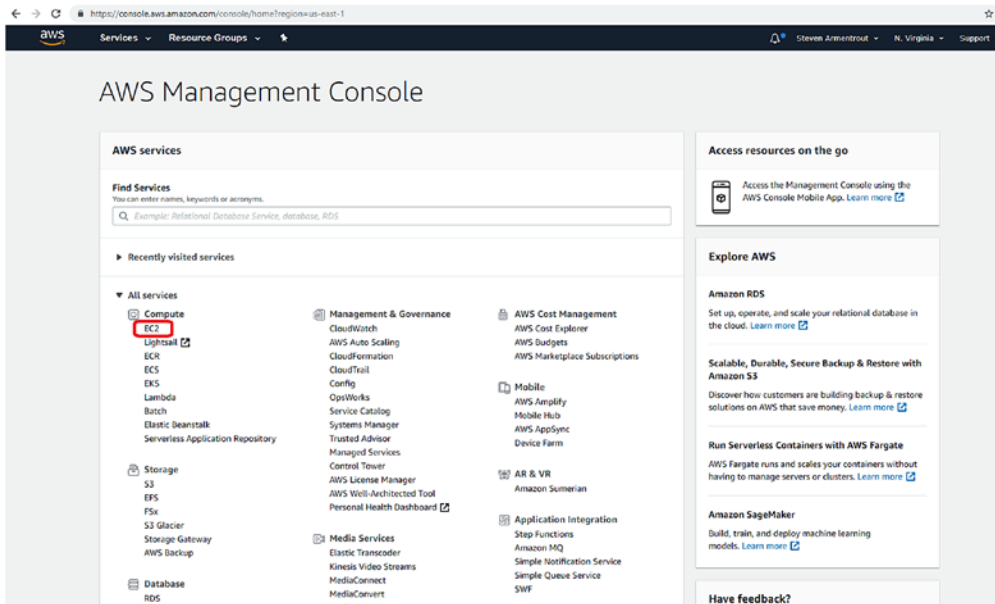 https://console.aws.amazon.com/console/home?region=us-east-1
aws
Services
Resource Groups
Steven Armentrout
N. Virginia
Support
AWS Management Console
AWS services
Find Services
You can enter names, keywords or acronyms.
Example: Relational Database Service, database, RDS
Recently visited services
All services
Compute
EC2
Lightsail
ECR
ECS
EKS
Lambda
Batch
Elastic Beanstalk
Serverless Application Repository
Storage
S3
EFS
FSx
S3 Glacier
Storage Gateway
AWS Backup
Database
RDS
Management & Governance
CloudWatch
AWS Auto Scaling
CloudFormation
CloudTrail
Config
OpsWorks
Service Catalog
Systems Manager
Trusted Advisor
Managed Services
Control Tower
AWS License Manager
AWS Well-Architected Tool
Personal Health Dashboard
Media Services
Elastic Transcoder
Kinesis Video Streams
MediaConnect
MediaConvert
AWS Cost Management
AWS Cost Explorer
AWS Budgets
AWS Marketplace Subscriptions
Mobile
AWS Amplify
Mobile Hub
AWS AppSync
Device Farm
AR & VR
Amazon Sumerian
Application Integration
Step Functions
Amazon MQ
Simple Notification Service
Simple Queue Service
SWF
Access resources on the go
Access the Management Console using the
AWS Console Mobile App. Learn more
Explore AWS
Amazon RDS
Set up, operate, and scale your relational database in
the cloud. Learn more
Scalable, Durable, Secure Backup & Restore with
Amazon S3
Discover how customers are building backup & restore
solutions on AWS that save money. Learn more
Run Serverless Containers with AWS Fargate
AWS Fargate runs and scales your containers without
having to manage servers or clusters. Learn more
Amazon SageMaker
Build, train, and deploy machine learning
models. Learn more
Have feedback?